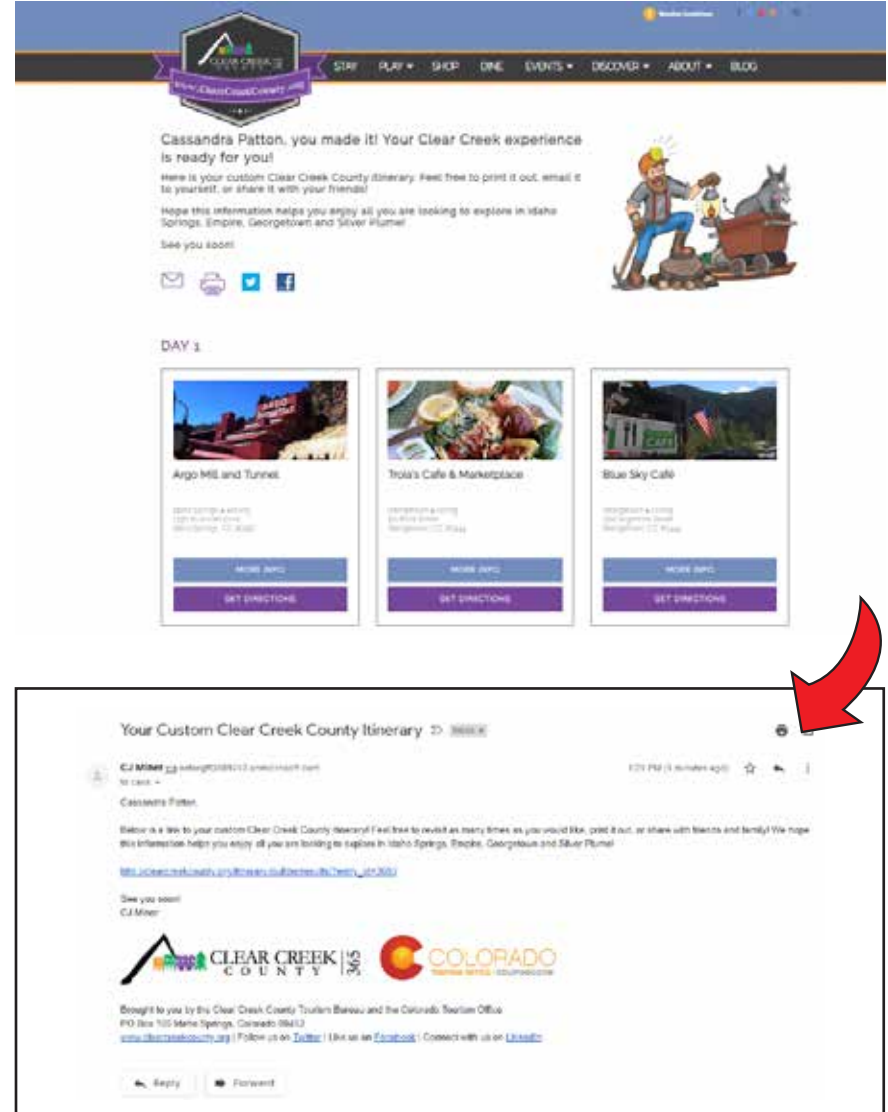 CLEAR CREEK
COUNTY
www.ClearCreekCounty.org
STAY PLAY SHOP DINE EVENTS DISCOVER ABOUT BLOG
Cassandra Patton, you made it! Your Clear Creek experience
is ready for you!
Here is your custom Clear Creek County itinerary. Feel free to print it out, email it
to yourself, or share it with your friends!
Hope this information helps you enjoy all you are looking to explore in Idaho
Springs, Empire, Georgetown and Silver Plume!
See you soon!
DAY 1
ARGO
CAFE
Argo Mill and Tunnel
Troia's Cafe & Marketplace
Blue Sky Café
MORE INFO MORE INFO MORE INFO
GET DIRECTIONS GET DIRECTIONS GET DIRECTIONS
Your Custom Clear Creek County Itinerary
CJ Miner
Cassandra Patton,
Below is a link to your custom Clear Creek County itinerary! Feel free to revisit as many times as you would like, print it out, or share with friends and family! We hope
this information helps you enjoy all you are looking to explore in Idaho Springs, Empire, Georgetown and Silver Plume!
See you soon!
CJ Miner
CLEAR CREEK 365
COUNTY
COLORADO
Brought to you by the Clear Creek County Tourism Bureau and the Colorado Tourism Office
Idaho Springs, Colorado
www.clearcreekcounty.org | Follow us on Twitter | Like us on Facebook | Connect with us on LinkedIn
Reply Forward